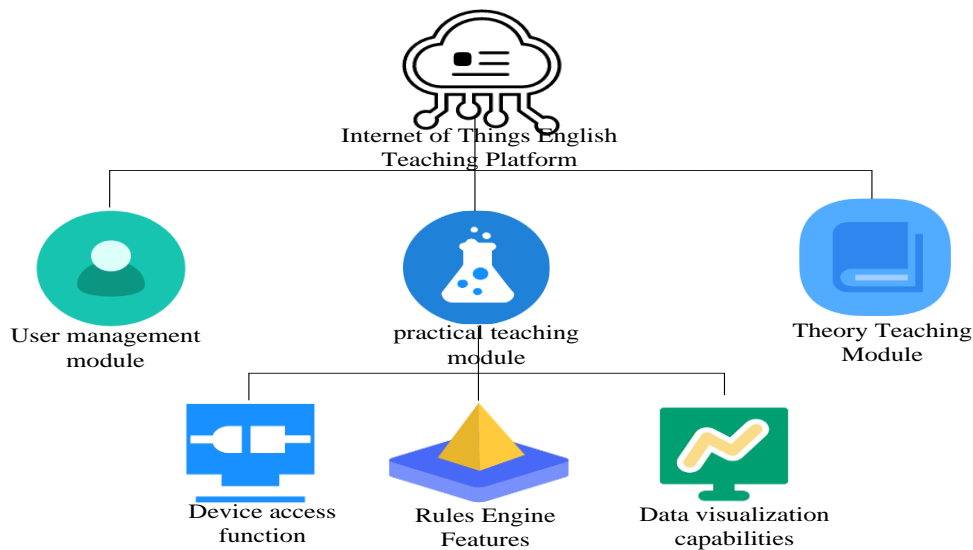 Internet of Things English
Teaching Platform
User management
module
practical teaching
module
Theory Teaching
Module
Device access
function
Rules Engine
Features
Data visualization
capabilities